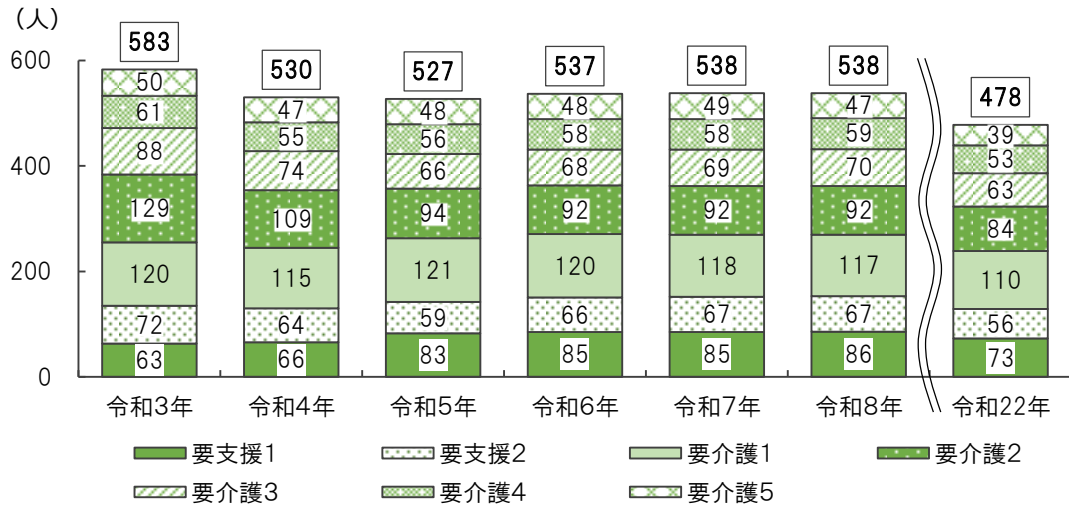 （人）
583 530 527 537 538 538 478
600
400
200
0
50 47 48 48 49 47 39
61 55 56 58 58 59 53
88 74 66 68 69 70 63
129 109 94 92 92 92 84
120 115 121 120 118 117 110
72 64 59 66 67 67 56
63 66 83 85 85 86 73
令和3年 令和4年 令和5年 令和6年 令和7年 令和8年 令和22年
要支援1 要支援2 要介護1 要介護2
要介護3 要介護4 要介護5